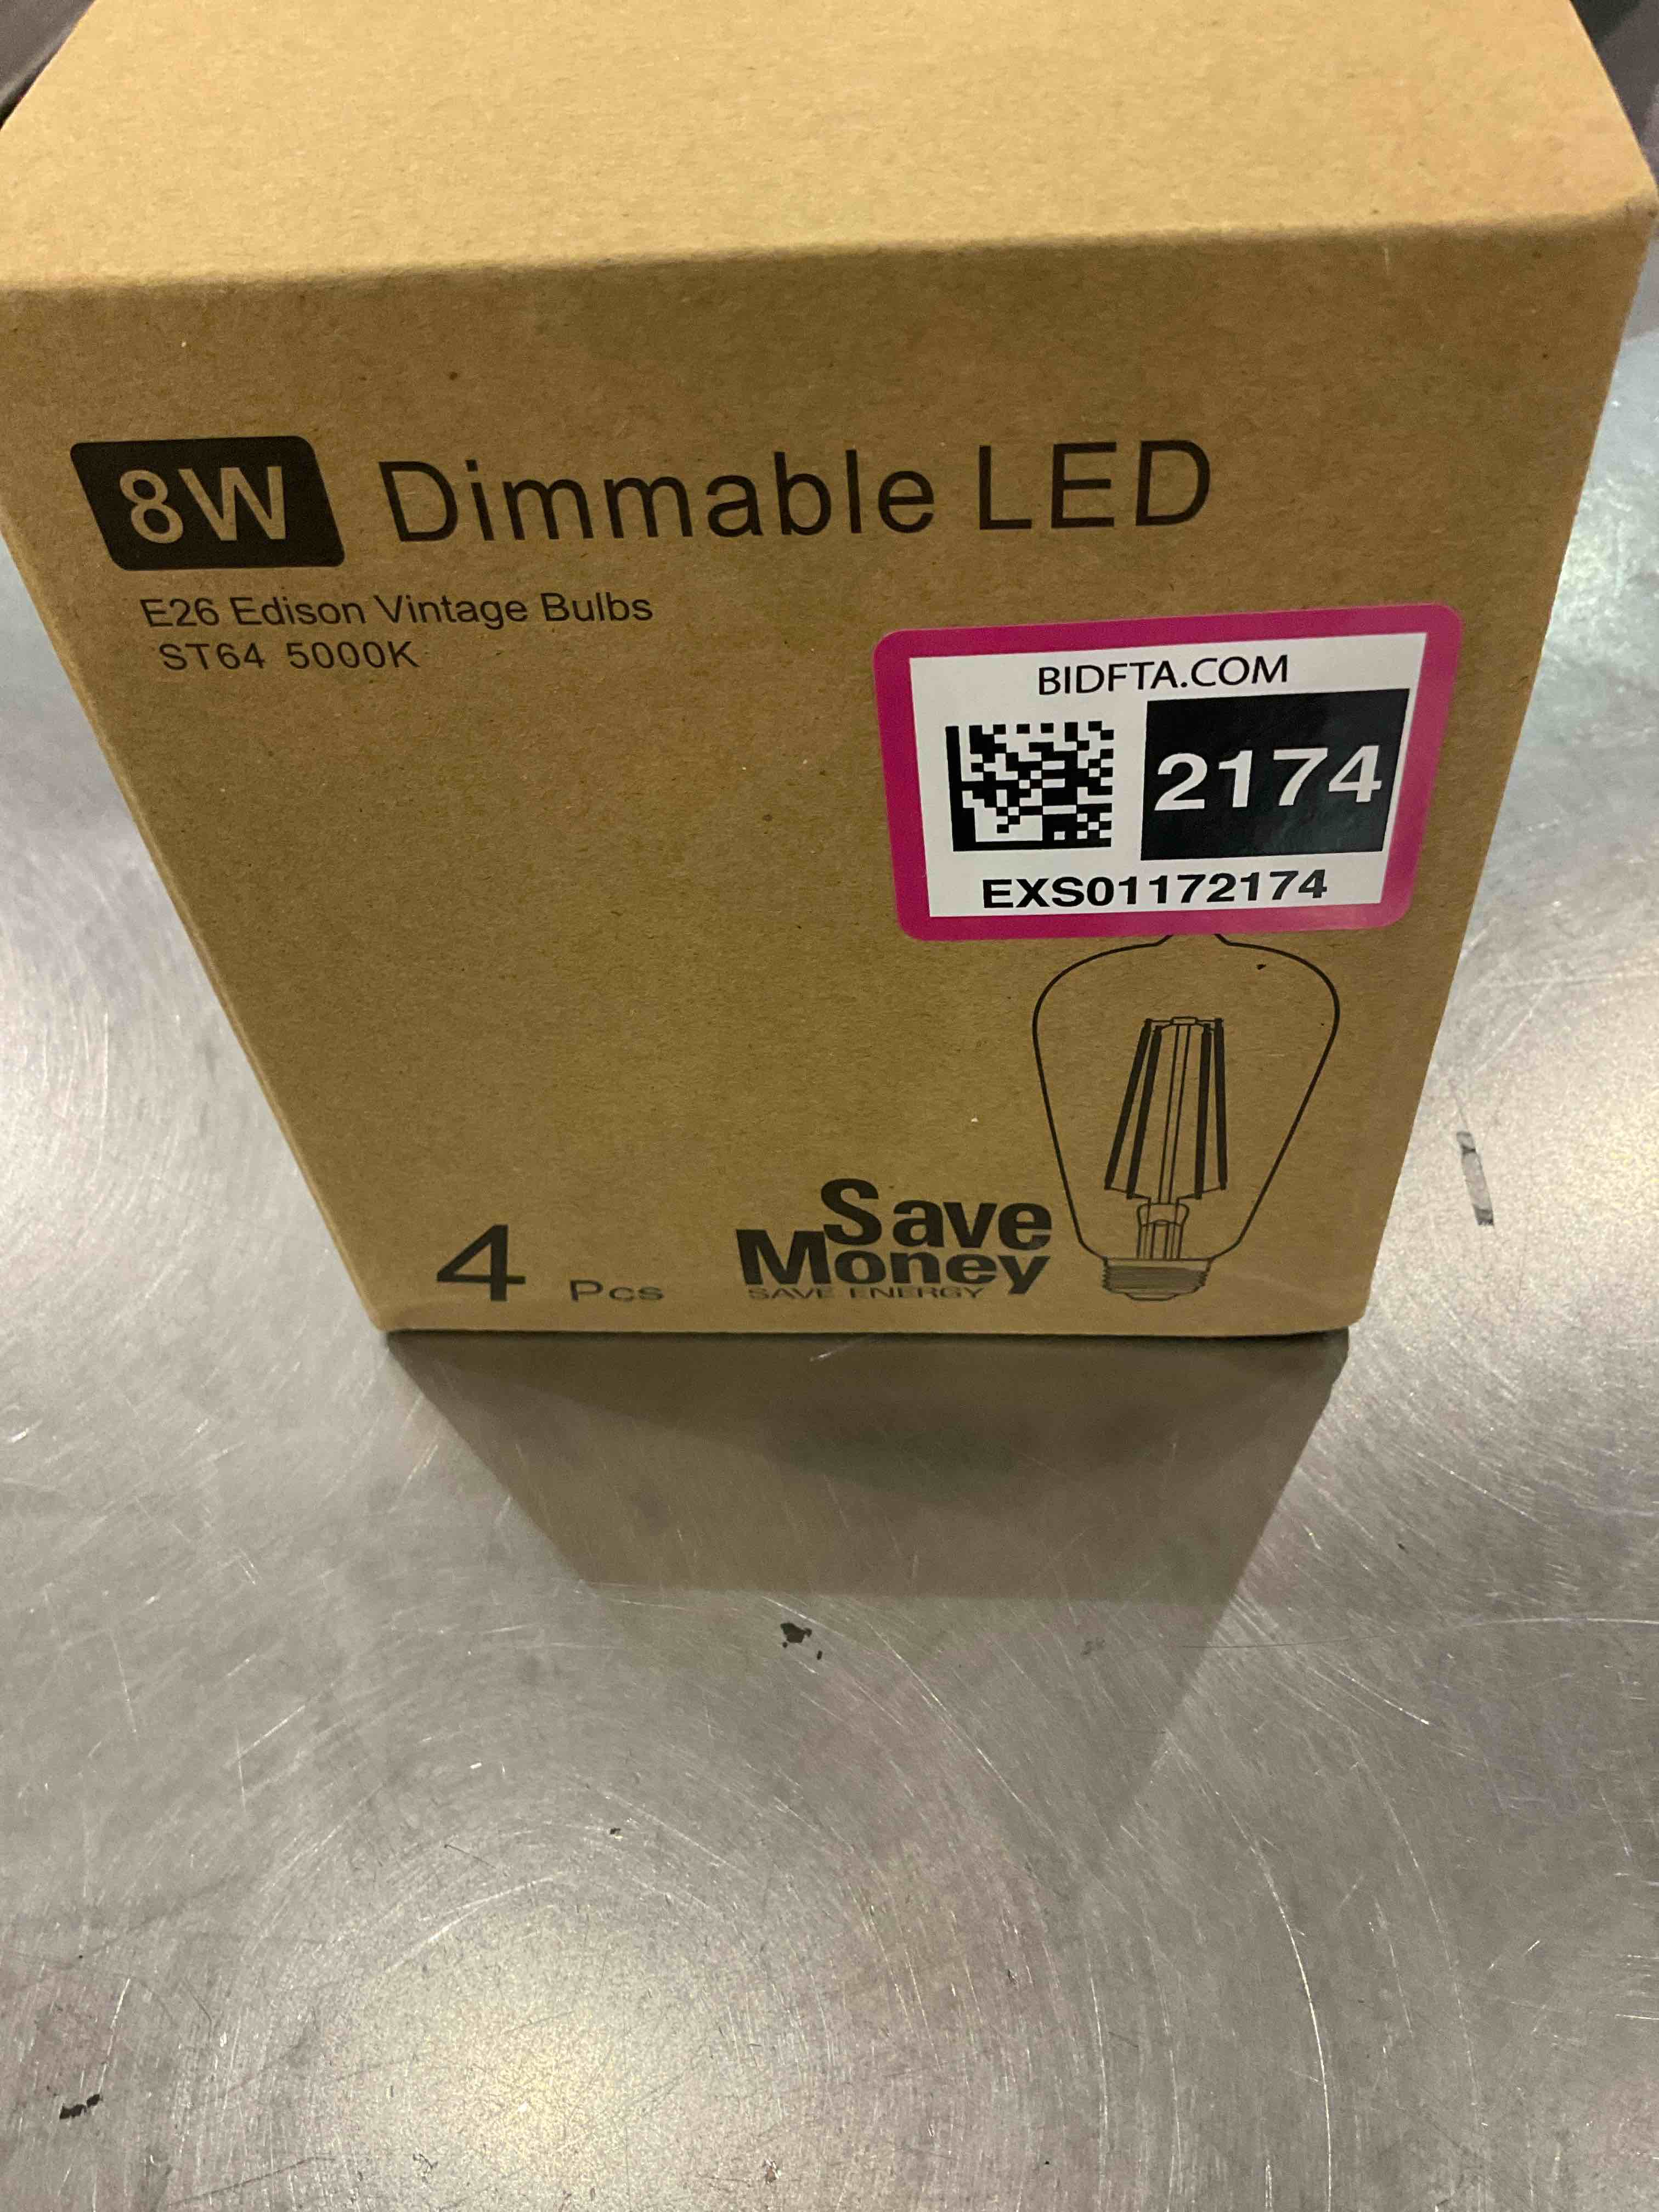 8W Dimmable LED
E26 Edison Vintage Bulbs
ST64 5000K
BIDFTA.COM
2174
EXS01172174
4 Pcs
Save
Money
SAVE ENERGY